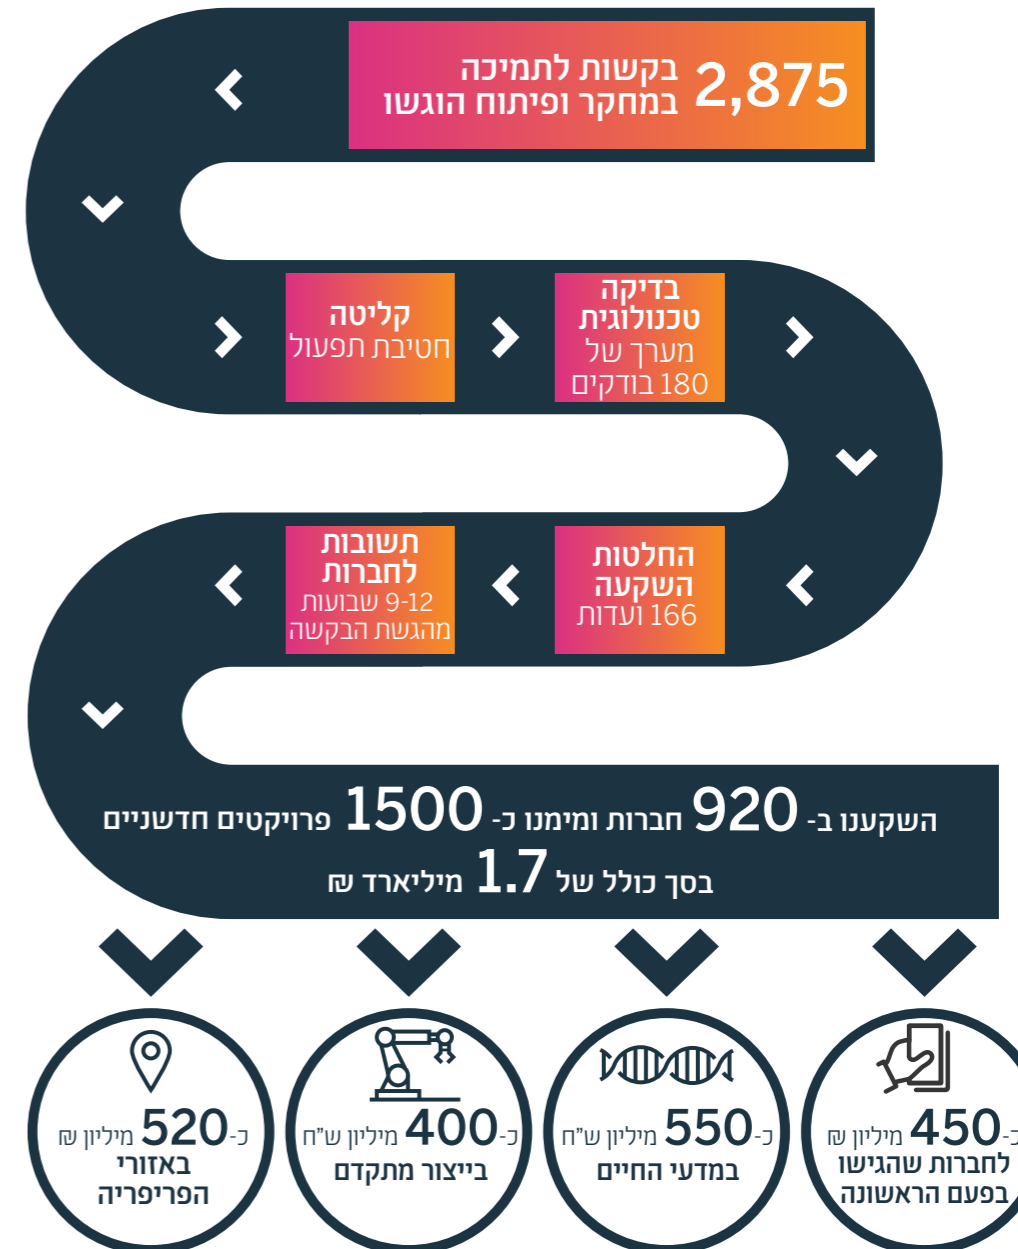 2,875 בקשות לתמיכה
במחקר ופיתוח הוגשו
קליטה
חטיבת תפעול
בדיקה
טכנולוגית
מערך של
180 בודקים
החלטות
השקעה
166 ועדות
תשובות
לחברות
9-12 שבועות
מהגשת הבקשה
השקענו ב- 920 חברות ומימנו כ- 1500 פרויקטים חדשניים
בסך כולל של 1.7 מיליארד ₪
כ-450 מיליון ₪
לחברות שהגישו
בפעם הראשונה
כ-550 מיליון ש"ח
במדעי החיים
כ-400 מיליון ש"ח
בייצור מתקדם
כ-520 מיליון ₪
באזורי
הפריפריה